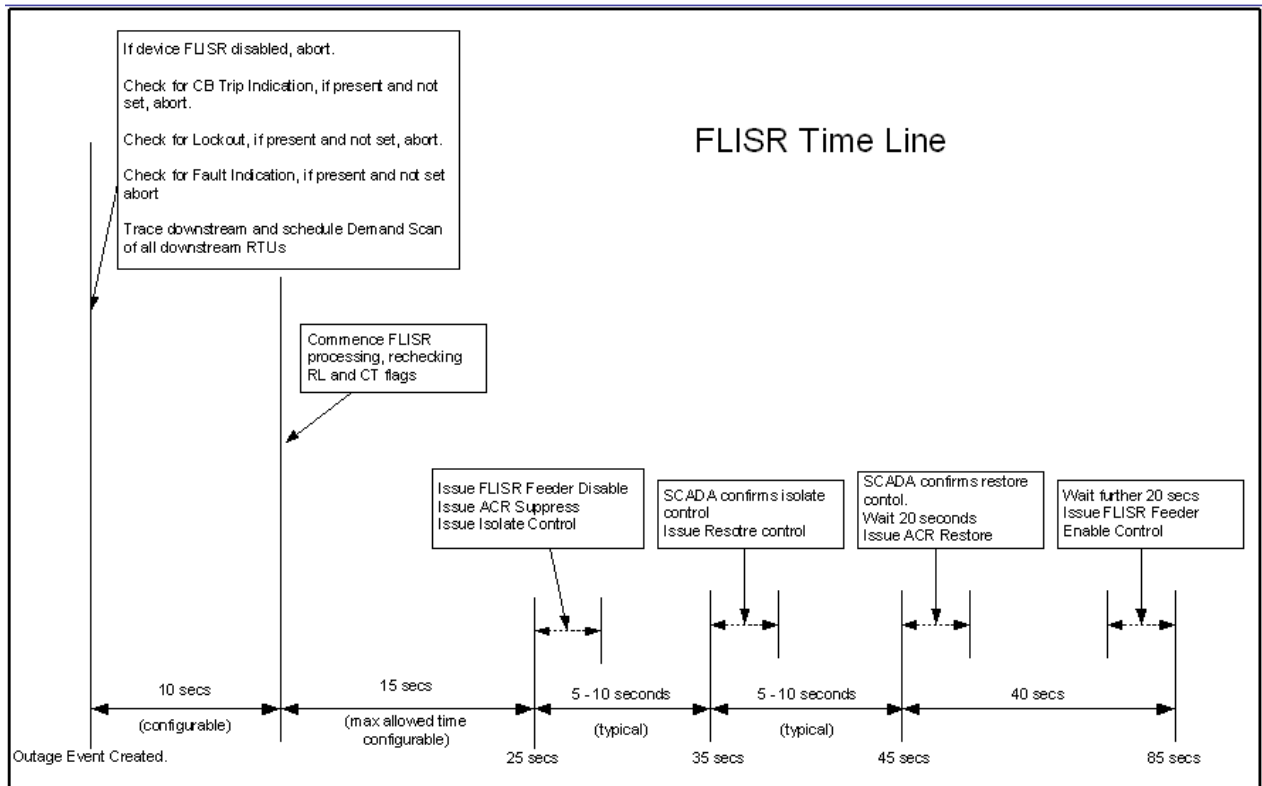 If device FLISR disabled, abort.
Check for CB Trip Indication, if present and not
set, abort.
Check for Lockout, if present and not set, abort.
Check for Fault Indication, if present and not set
abort
Trace downstream and schedule Demand Scan
of all downstream RTUs
FLISR Time Line
Commence FLISR
processing, rechecking
RL and CT flags
Issue FLISR Feeder Disable
Issue ACR Suppress
Issue Isolate Control
SCADA confirms isolate
control
Issue Resotre control
SCADA confirms restore
contol.
Wait 20 seconds
Issue ACR Restore
Wait further 20 secs
Issue FLISR Feeder
Enable Control
10 secs
(configurable)
15 secs
(max allowed time
configurable)
5 - 10 seconds
(typical)
5 - 10 seconds
(typical)
40 secs
Outage Event Created.
25 secs
35 secs
45 secs
85 secs